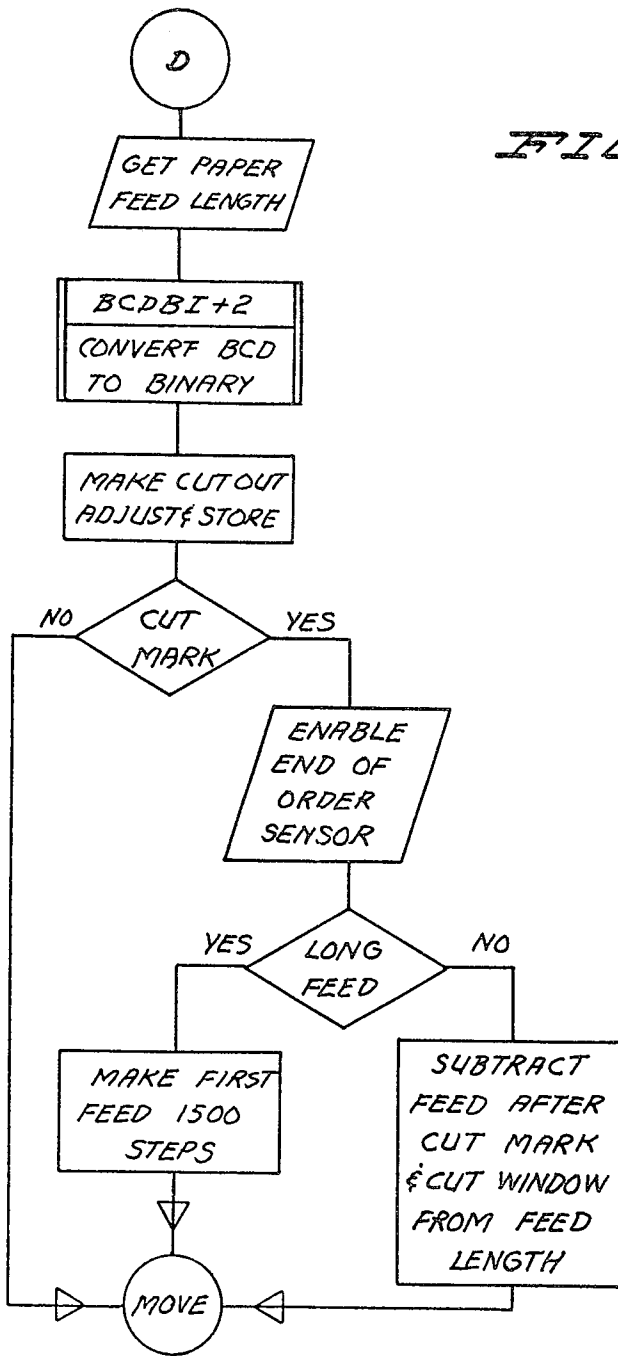 D
FIG
GET PAPER
FEED LENGTH
BCDBI+2
CONVERT BCD
TO BINARY
MAKE CUTOUT
ADJUST & STORE
NO
CUT
MARK
YES
ENABLE
END OF
ORDER
SENSOR
YES
LONG
FEED
NO
MAKE FIRST
FEED 1500
STEPS
SUBTRACT
FEED AFTER
CUT MARK
& CUT WINDOW
FROM FEED
LENGTH
MOVE